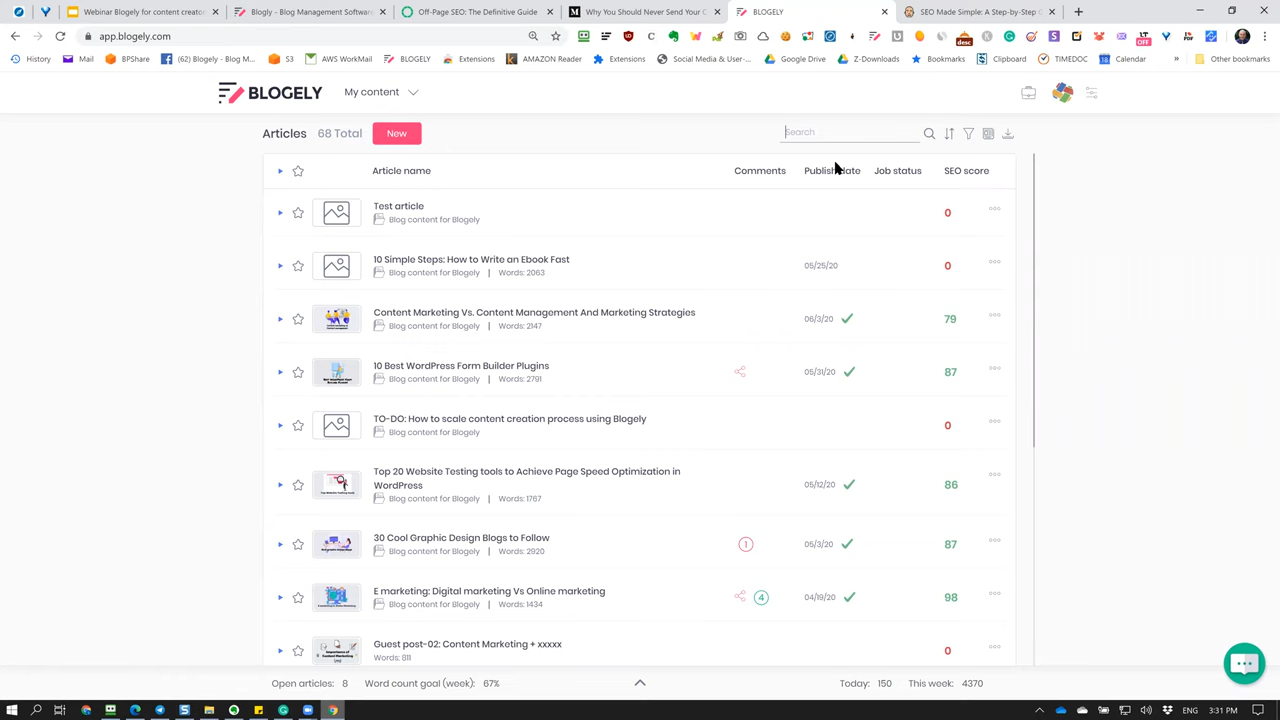 Webinar Blogely for content creator
Blogly - Blog Management Software
Off-Page SEO: The Definitive Guide
Why You Should Never Send Your C
BLOGELY
SEO Made Simple: A Step-by-Step G
app.blogely.com
desc
LT
OFF
History
Mail
BPShare
(62) Blogely - Blog M...
S3
AWS WorkMail
BLOGELY
Extensions
AMAZON Reader
Extensions
Social Media & User-...
Google Drive
Z-Downloads
Bookmarks
Clipboard
TIMEDOC
Calendar
»
Other bookmarks
BLOGELY
My content
Articles 68 Total New
Search
Article name
Comments
Publish date
Job status
SEO score
Test article
Blog content for Blogely
0
10 Simple Steps: How to Write an Ebook Fast
Blog content for Blogely | Words: 2063
05/25/20
0
Content Marketing Vs. Content Management And Marketing Strategies
Blog content for Blogely | Words: 2147
06/3/20
79
10 Best WordPress Form Builder Plugins
Blog content for Blogely | Words: 2791
05/31/20
87
TO-DO: How to scale content creation process using Blogely
Blog content for Blogely
0
Top 20 Website Testing tools to Achieve Page Speed Optimization in
WordPress
Blog content for Blogely | Words: 1767
05/12/20
86
30 Cool Graphic Design Blogs to Follow
Blog content for Blogely | Words: 2920
1
05/3/20
87
E marketing: Digital marketing Vs Online marketing
Blog content for Blogely | Words: 1434
4
04/19/20
98
Guest post-02: Content Marketing + xxxxx
Words: 811
0
Open articles: 8
Word count goal (week): 67%
Today: 150
This week: 4370
3:31 PM